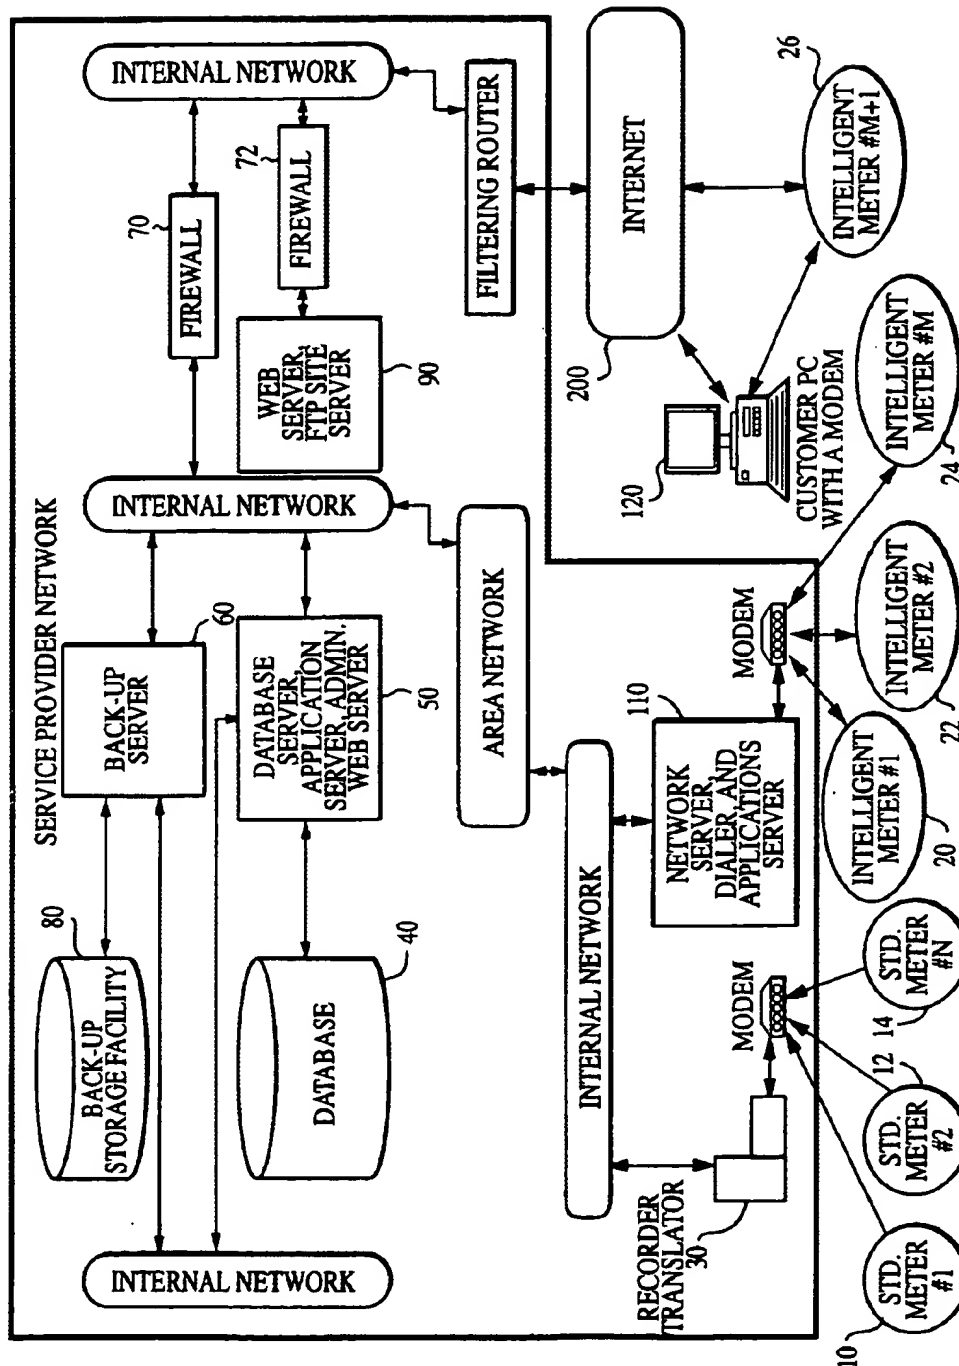 SERVICE PROVIDER NETWORK
INTERNAL NETWORK
BACK-UP
STORAGE FACILITY
80
BACK-UP
SERVER
60
INTERNAL NETWORK
FIREWALL
70
INTERNAL NETWORK
DATABASE
40
DATABASE
SERVER,
APPLICATION
SERVER, ADMIN.
WEB SERVER
50
WEB
SERVER,
FTP SITE
SERVER
90
FIREWALL
72
AREA NETWORK
FILTERING ROUTER
INTERNAL NETWORK
RECORDER
TRANSLATOR
30
MODEM
NETWORK
SERVER,
DIALER, AND
APPLICATIONS
SERVER
110
MODEM
120
CUSTOMER PC
WITH A MODEM
200
INTERNET
STD.
METER
#1
10
STD.
METER
#2
12
STD.
METER
#N
14
INTELLIGENT
METER #1
20
INTELLIGENT
METER #2
22
INTELLIGENT
METER #M
24
INTELLIGENT
METER #M+1
26